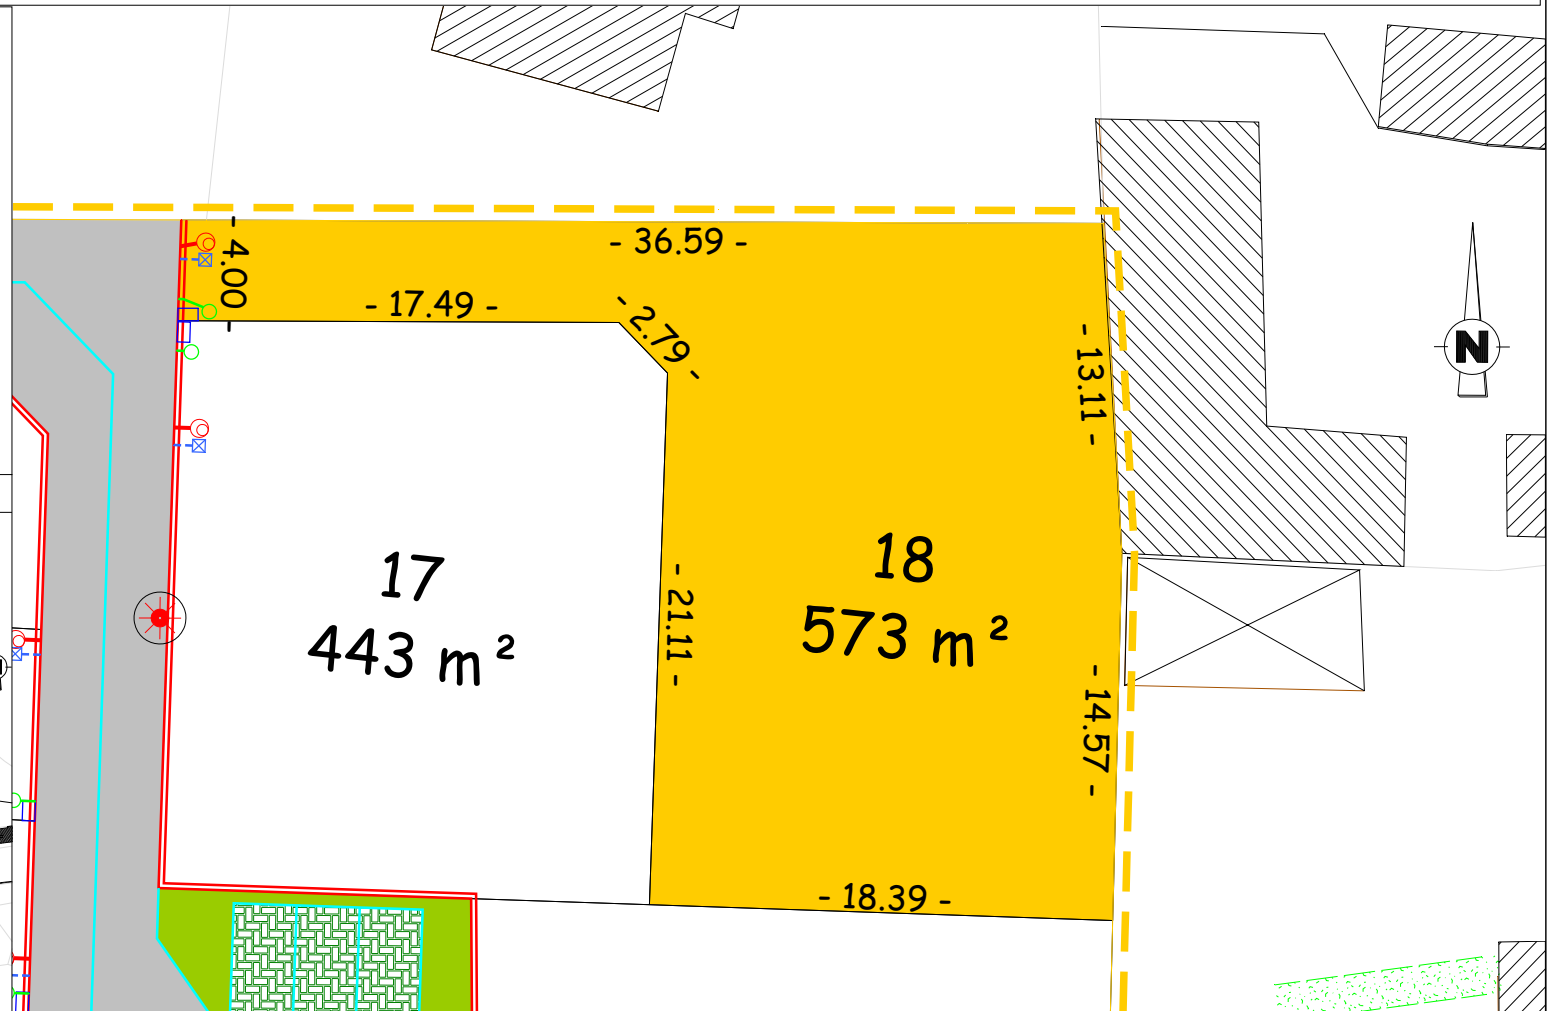 - 36.59 -
- 4.00 -
- 17.49 -
- 2.79 -
- 13.11 -
N
17
443 m²
- 21.11 -
18
573 m²
- 14.57 -
- 18.39 -